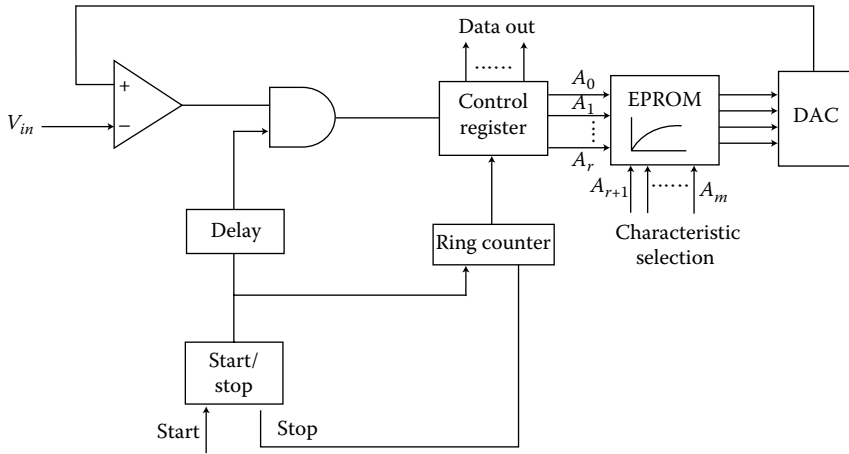 Data out
......
+
V_in
−
Control
register
A_0
A_1
⋮
A_r
EPROM
DAC
A_{r+1}
......
A_m
Characteristic
selection
Delay
Ring counter
Start/
stop
Start
Stop